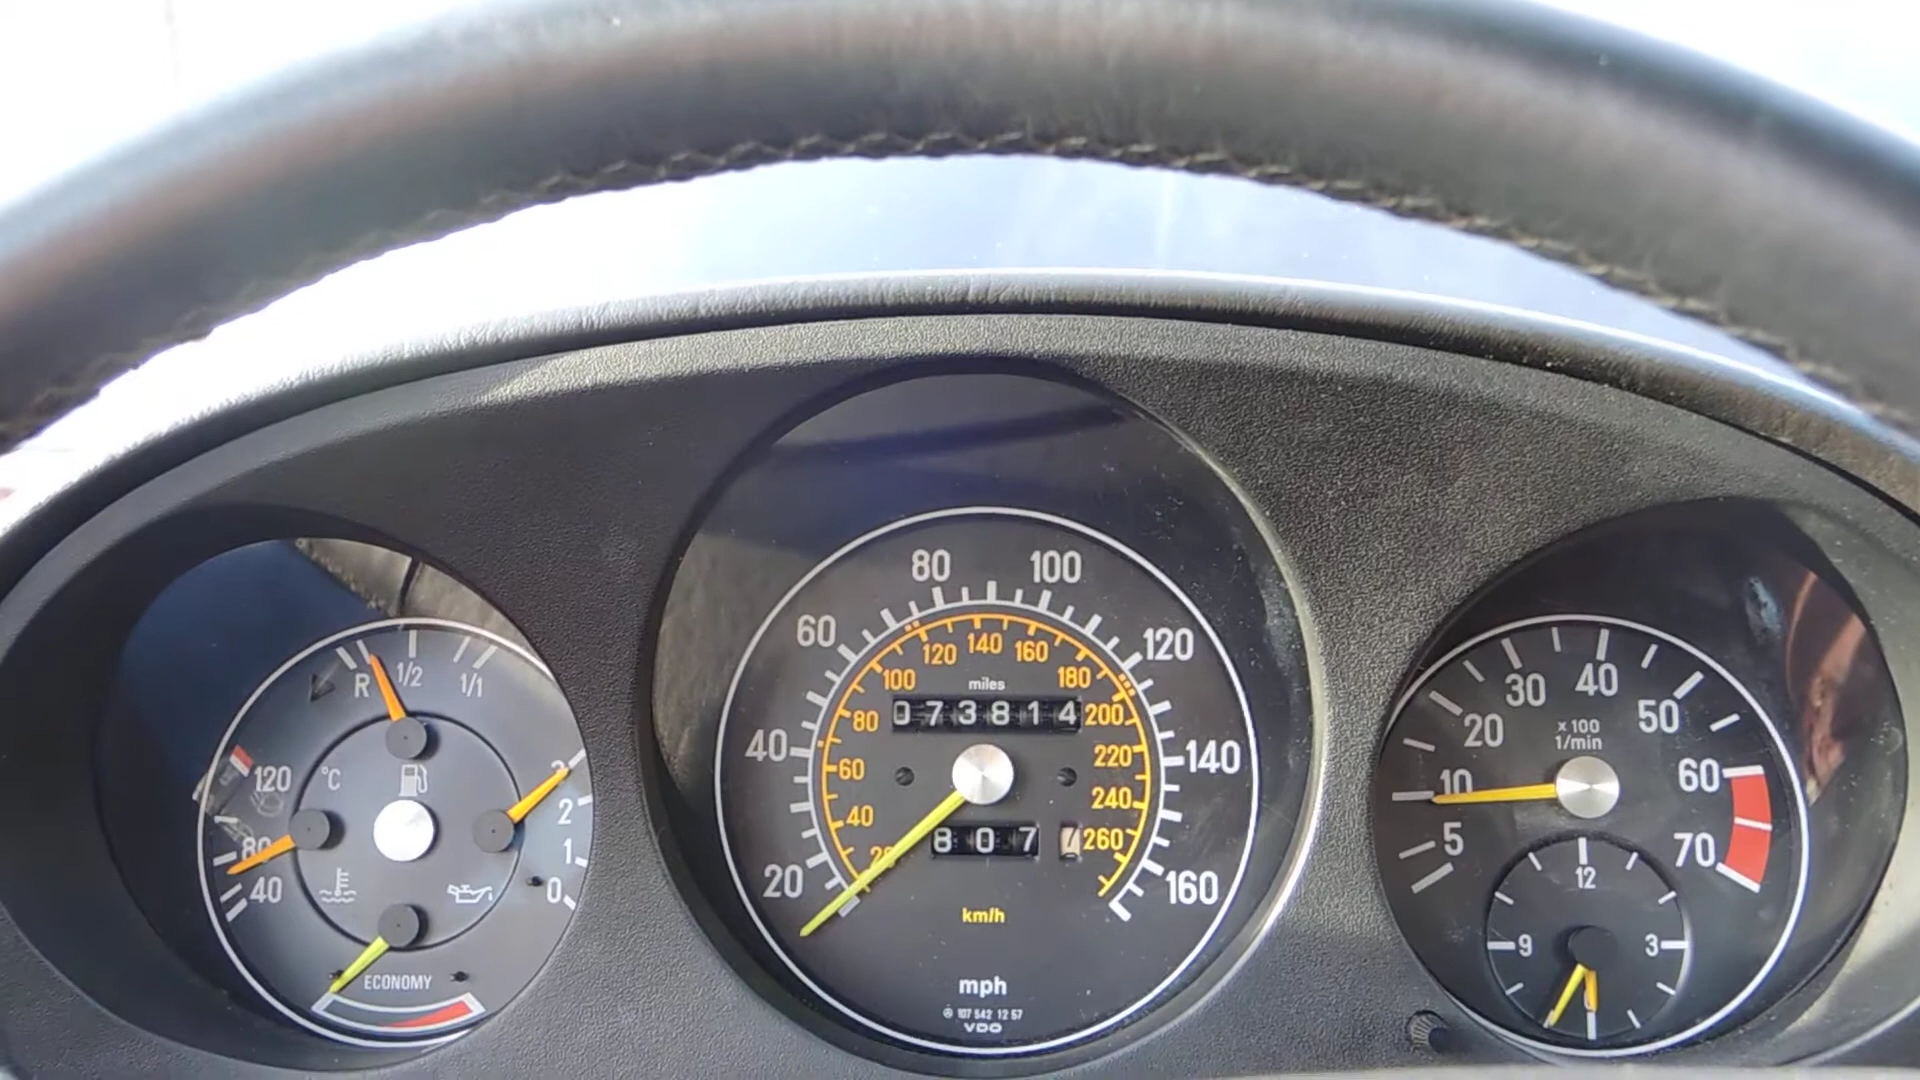 R 1/2 1/1
120 °C
80
40
3
2
1
0
ECONOMY
80 100
60 120
40 140
20 160
120 140 160
100 180
80 200
60 220
40 240
20 260
miles
073814
807 7
km/h
mph
107 542 12 57
VDO
30 40
20 50
10 60
5 70
x 100
1/min
12
9 3